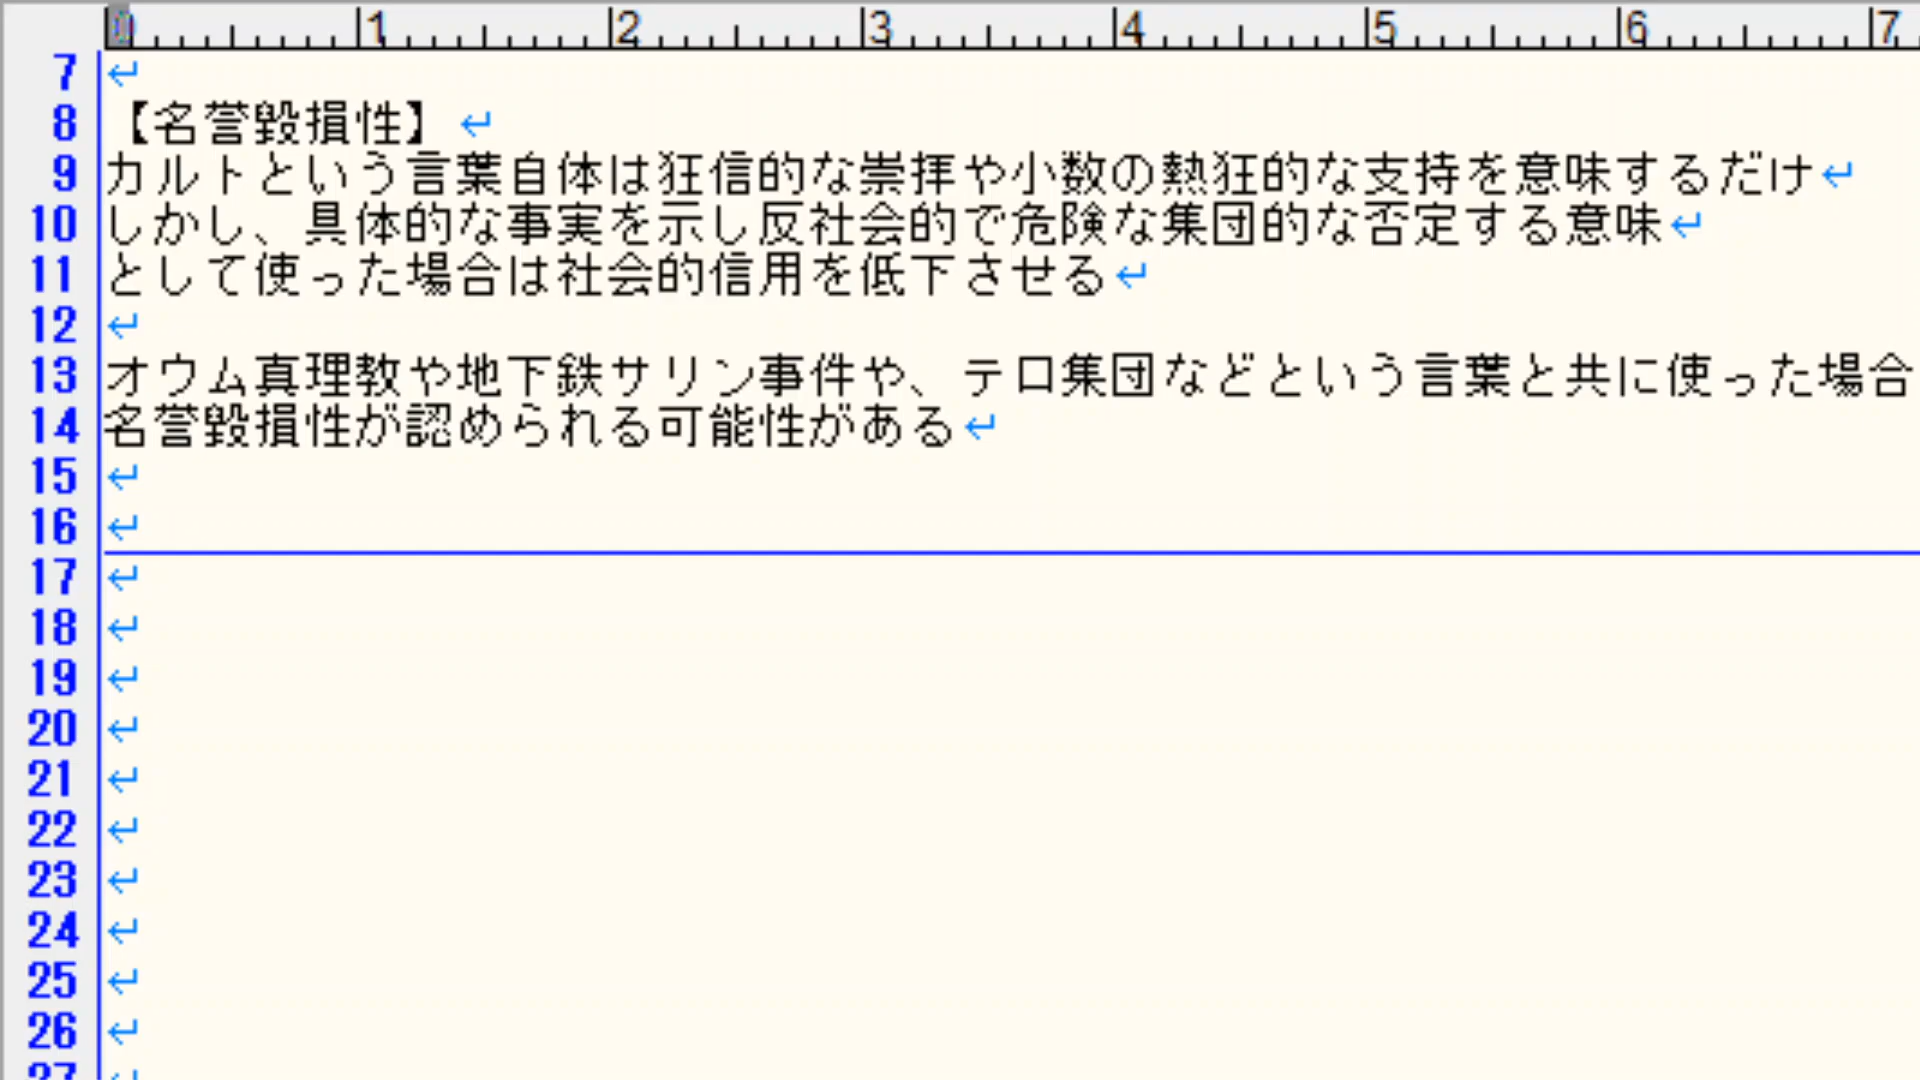 0 1 2 3 4 5 6 7
7
8 【名誉毀損性】
9 カルトという言葉自体は狂信的な崇拝や小数の熱狂的な支持を意味するだけ
10 しかし、具体的な事実を示し反社会的で危険な集団的な否定する意味
11 として使った場合は社会的信用を低下させる
12
13 オウム真理教や地下鉄サリン事件や、テロ集団などという言葉と共に使った場合
14 名誉毀損性が認められる可能性がある
15
16
17
18
19
20
21
22
23
24
25
26
27